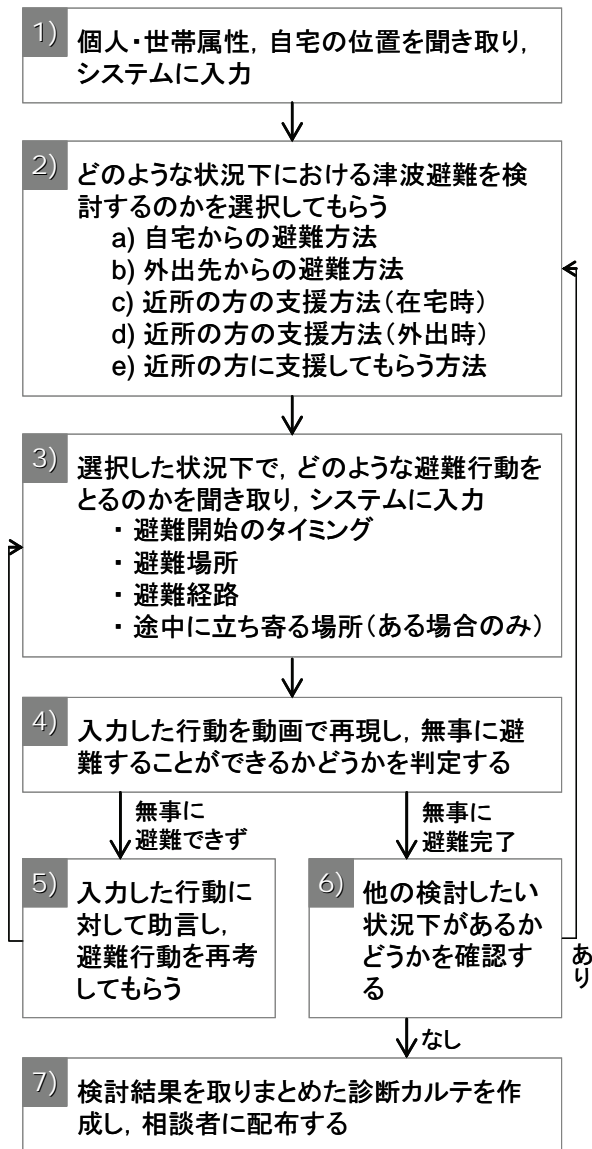 1) 個人・世帯属性，自宅の位置を聞き取り，
システムに入力
2) どのような状況下における津波避難を検
討するのかを選択してもらう
a) 自宅からの避難方法
b) 外出先からの避難方法
c) 近所の方の支援方法（在宅時）
d) 近所の方の支援方法（外出時）
e) 近所の方に支援してもらう方法
3) 選択した状況下で，どのような避難行動を
とるのかを聞き取り，システムに入力
・ 避難開始のタイミング
・ 避難場所
・ 避難経路
・ 途中に立ち寄る場所（ある場合のみ）
4) 入力した行動を動画で再現し，無事に避
難することができるかどうかを判定する
無事に
避難できず
無事に
避難完了
5) 入力した行動に
対して助言し，
避難行動を再考
してもらう
6) 他の検討したい
状況下があるか
どうかを確認す
る
あり
なし
7) 検討結果を取りまとめた診断カルテを作
成し，相談者に配布する